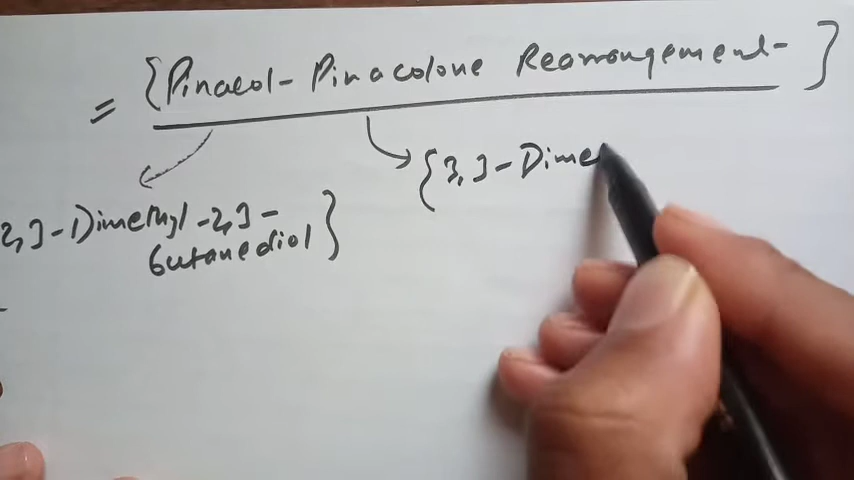 = {Pinacol- Pinacolone Rearrangement- }
{3,3-Dime
2,3-Dimethyl-2,3-
butanediol}